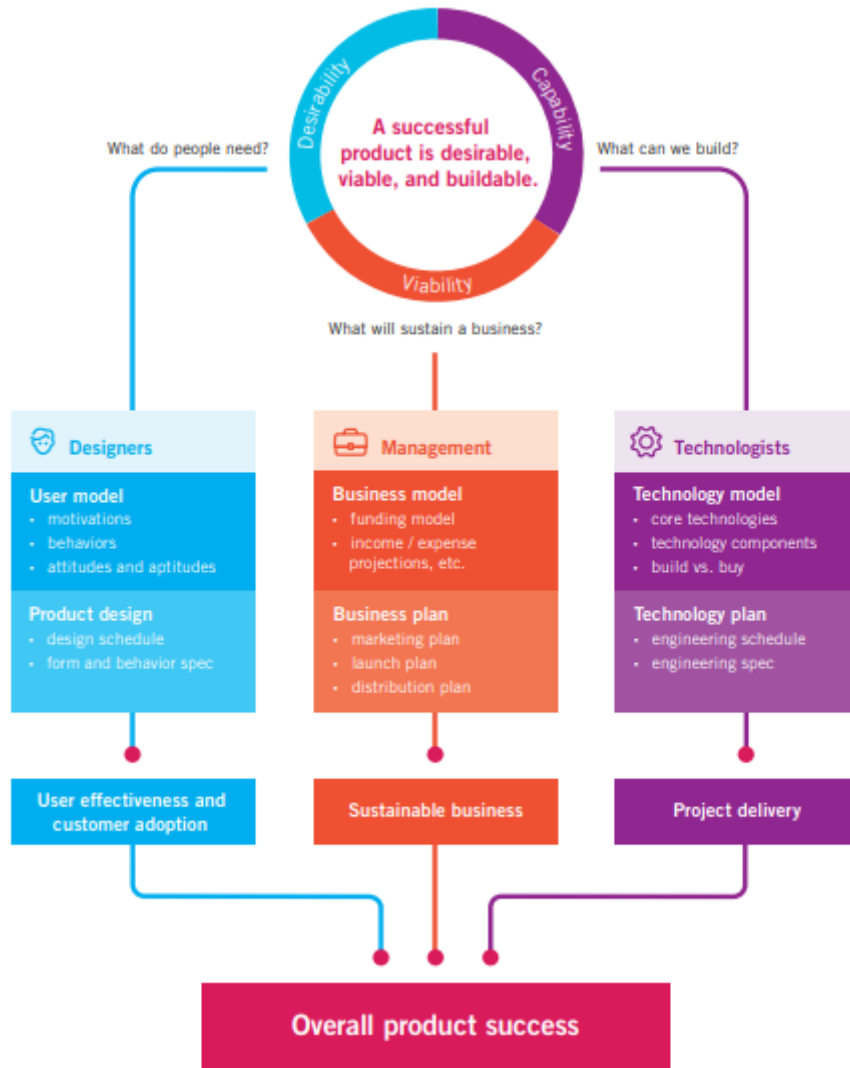 Desirability
Capability
A successful
product is desirable,
viable, and buildable.
What do people need?
What can we build?
Viability
What will sustain a business?
Designers
User model
• motivations
• behaviors
• attitudes and aptitudes
Product design
• design schedule
• form and behavior spec
User effectiveness and
customer adoption
Management
Business model
• funding model
• income / expense
projections, etc.
Business plan
• marketing plan
• launch plan
• distribution plan
Sustainable business
Technologists
Technology model
• core technologies
• technology components
• build vs. buy
Technology plan
• engineering schedule
• engineering spec
Project delivery
Overall product success